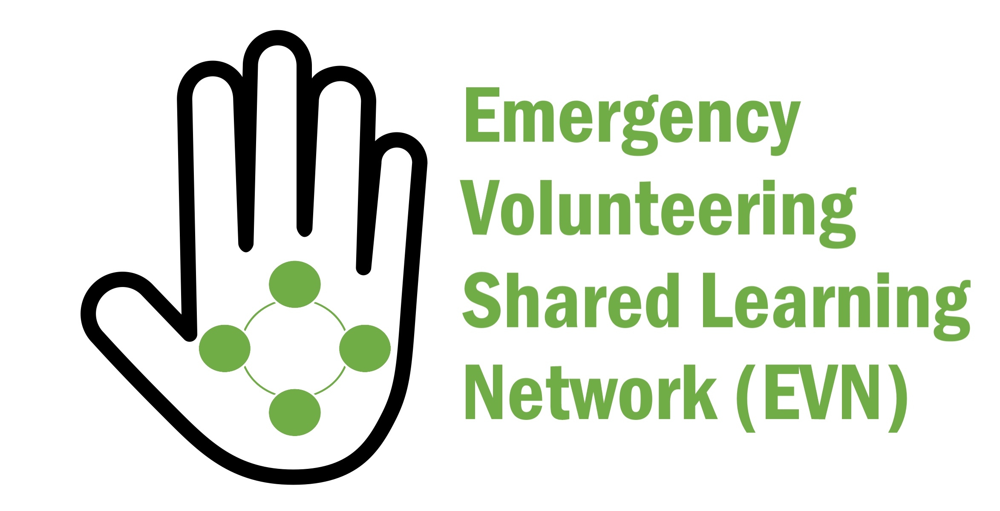 Emergency
Volunteering
Shared Learning
Network (EVN)